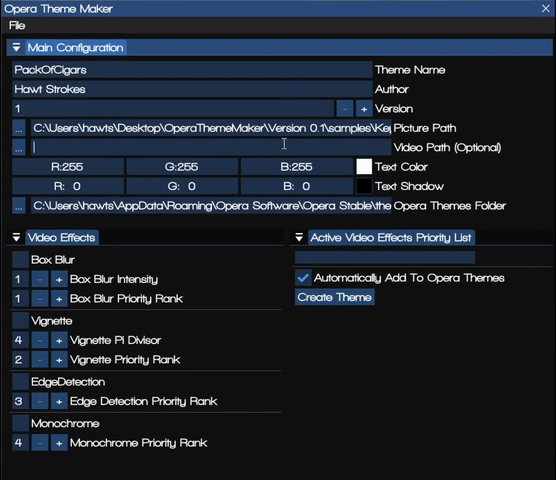 Opera Theme Maker
File
Main Configuration
PackOfCigars Theme Name
Hawt Strokes Author
1 - + Version
... C:\Users\hawts\Desktop\OperaThemeMaker\Version 0.1\samples\Key Picture Path
... Video Path (Optional)
R:255 G:255 B:255 Text Color
R: 0 G: 0 B: 0 Text Shadow
... C:\Users\hawts\AppData\Roaming\Opera Software\Opera Stable\the Opera Themes Folder
Video Effects
Box Blur
1 - + Box Blur Intensity
1 - + Box Blur Priority Rank
Vignette
4 - + Vignette Pi Divisor
2 - + Vignette Priority Rank
EdgeDetection
3 - + Edge Detection Priority Rank
Monochrome
4 - + Monochrome Priority Rank
Active Video Effects Priority List
Automatically Add To Opera Themes
Create Theme